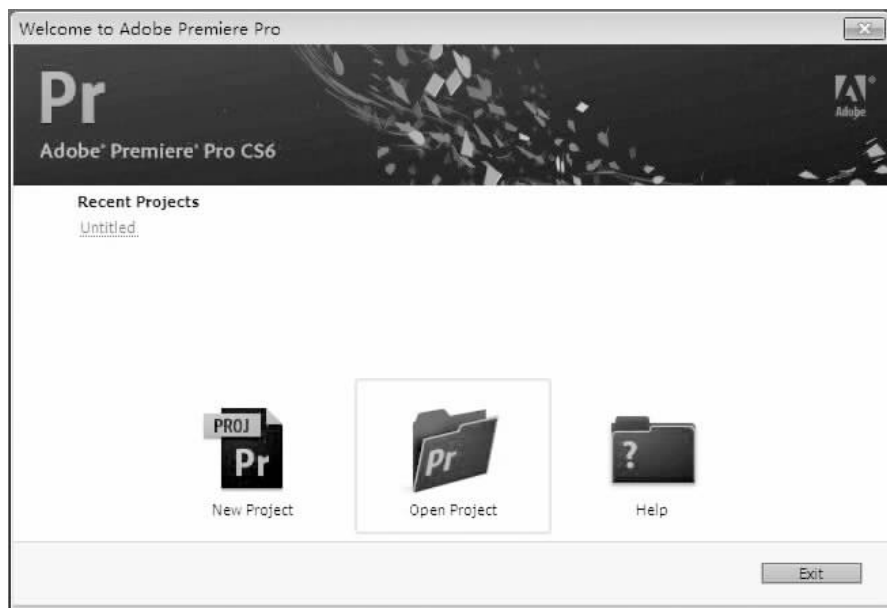 Welcome to Adobe Premiere Pro
Pr
Adobe
Adobe® Premiere® Pro CS6
Recent Projects
Untitled
PROJ
Pr
Pr
?
New Project
Open Project
Help
Exit